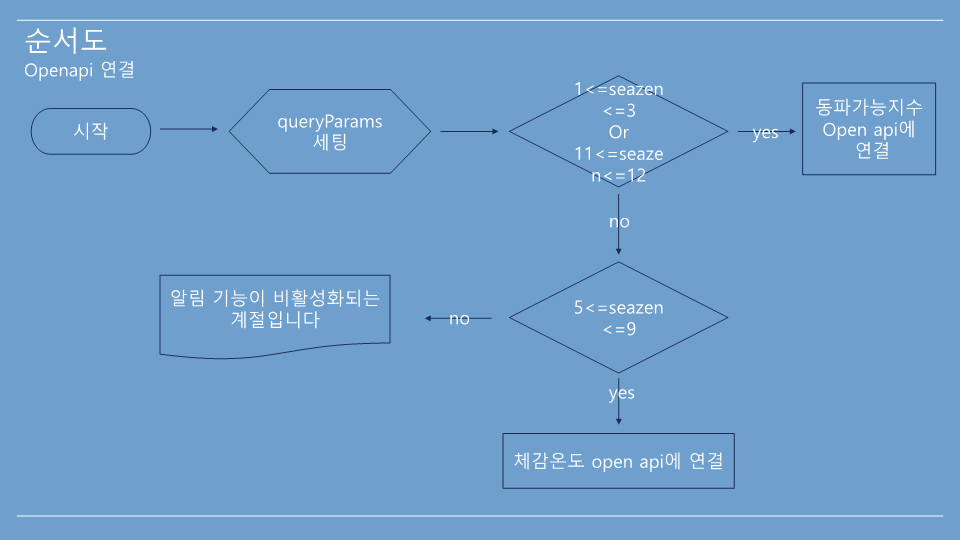 순서도
Openapi 연결
시작
queryParams
세팅
1<=seazen
<=3
Or
11<=seaze
n<=12
yes
동파가능지수
Open api에
연결
no
5<=seazen
<=9
no
알림 기능이 비활성화되는
계절입니다
yes
체감온도 open api에 연결